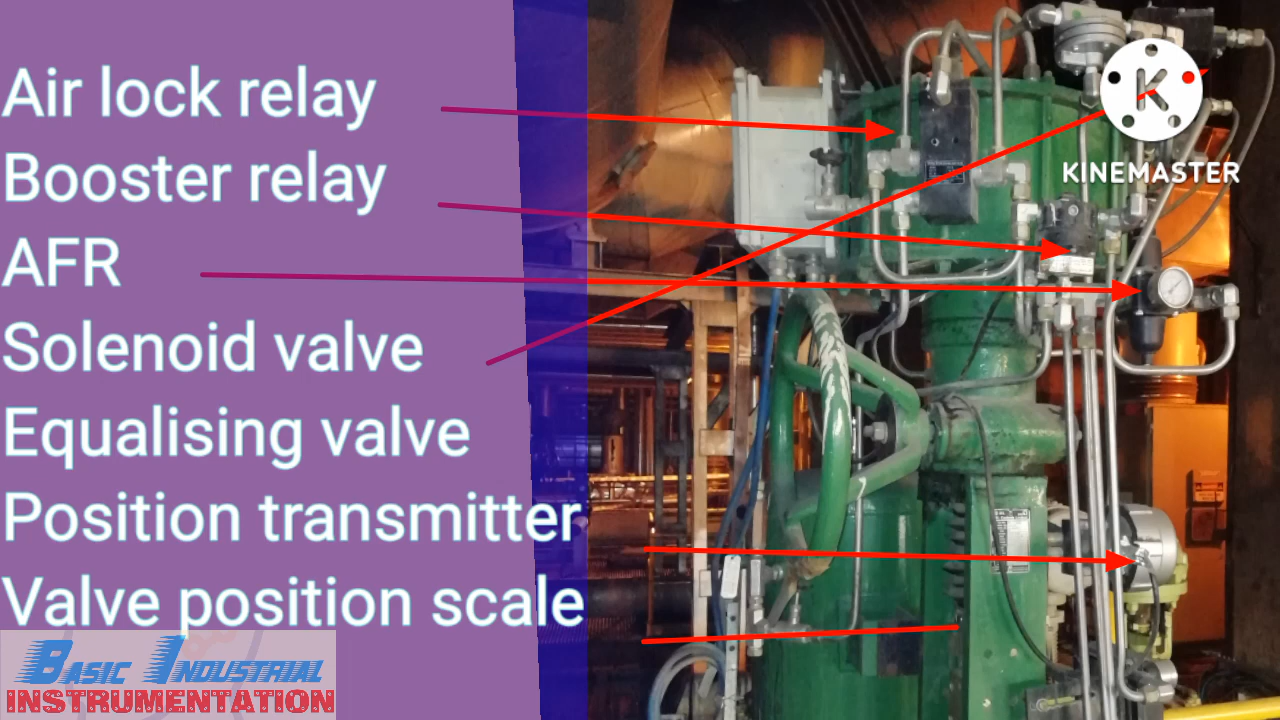 Air lock relay
Booster relay
AFR
Solenoid valve
Equalising valve
Position transmitter
Valve position scale
BASIC INDUSTRIAL
INSTRUMENTATION
K
KINEMASTER